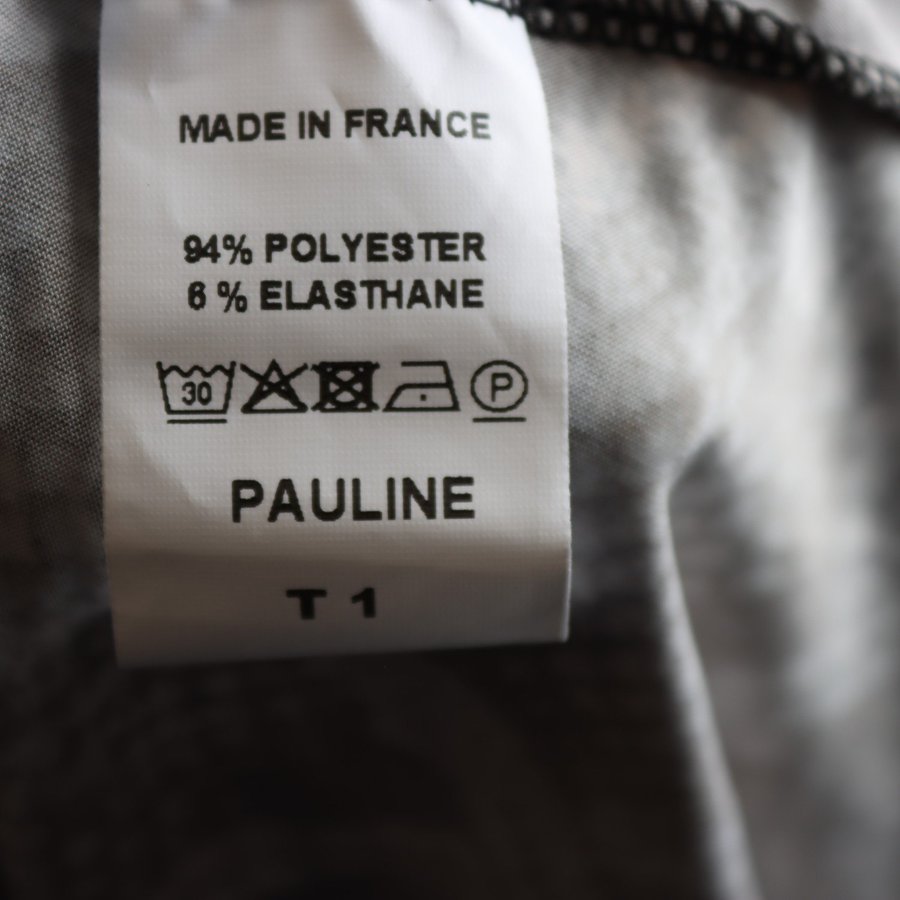 MADE IN FRANCE
94% POLYESTER
6 % ELASTHANE
30 P
PAULINE
T 1